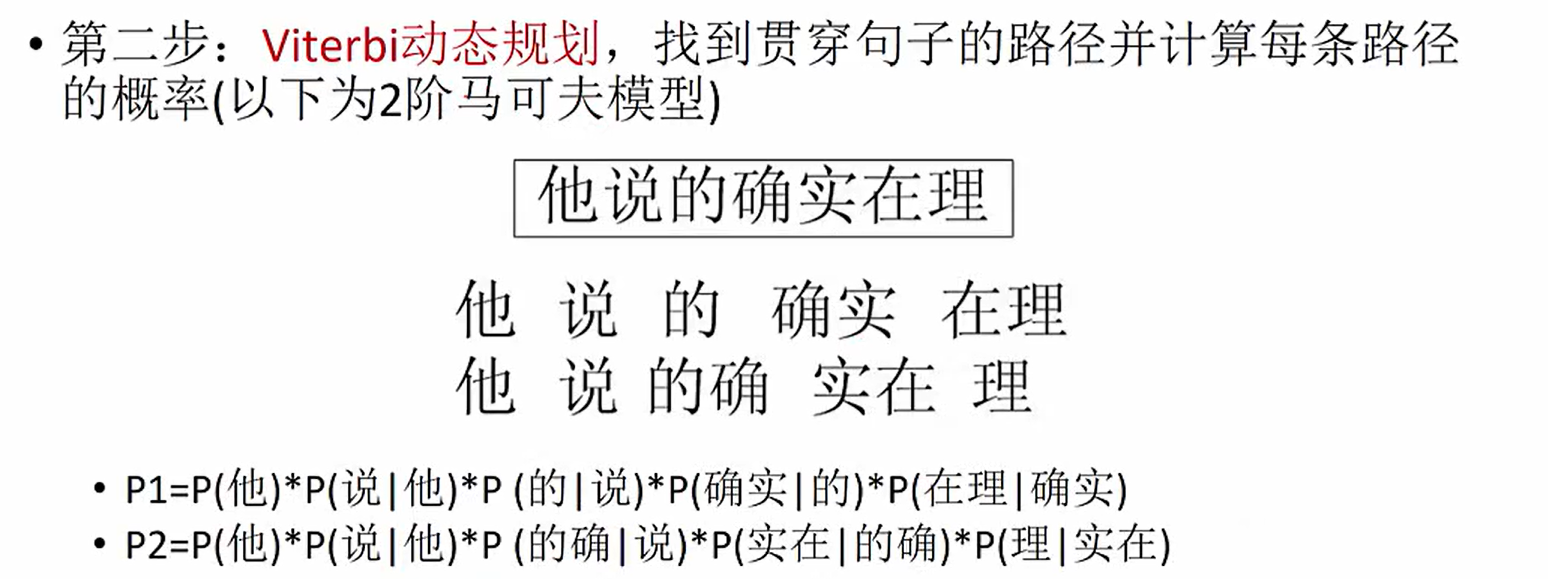 • 第二步：Viterbi动态规划，找到贯穿句子的路径并计算每条路径
的概率(以下为2阶马可夫模型)
他说的确实在理
他 说 的 确实 在理
他 说 的确 实在 理
• P1=P(他)*P(说|他)*P (的|说)*P(确实|的)*P(在理|确实)
• P2=P(他)*P(说|他)*P (的确|说)*P(实在|的确)*P(理|实在)